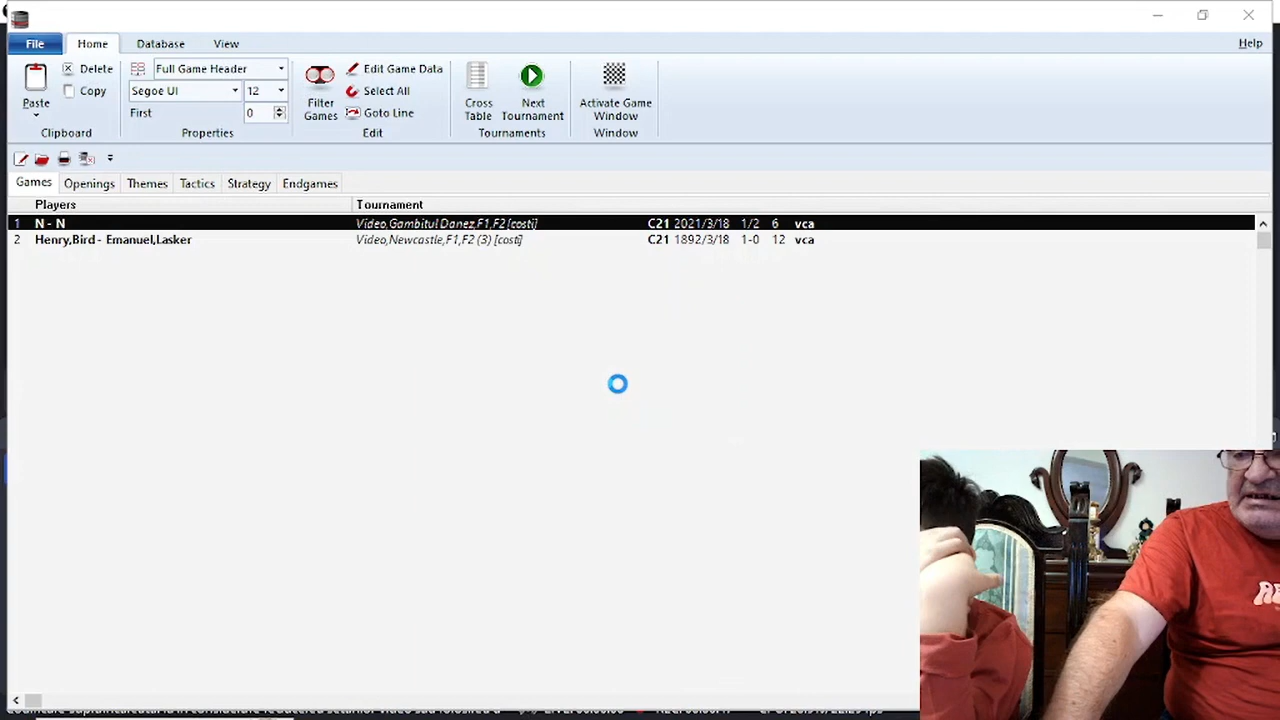 File Home Database View Help
Delete Full Game Header Edit Game Data
Copy Segoe UI 12 Select All
Paste First 0 Filter Games Goto Line Cross Table Next Tournament Activate Game Window
Clipboard Properties Edit Tournaments Window
Games Openings Themes Tactics Strategy Endgames
Players Tournament
1 N - N Video,Gambitul Danez,F1,F2 [costi] C21 2021/3/18 1/2 6 vca
2 Henry,Bird - Emanuel,Lasker Video,Newcastle,F1,F2 (3) [costi] C21 1892/3/18 1-0 12 vca